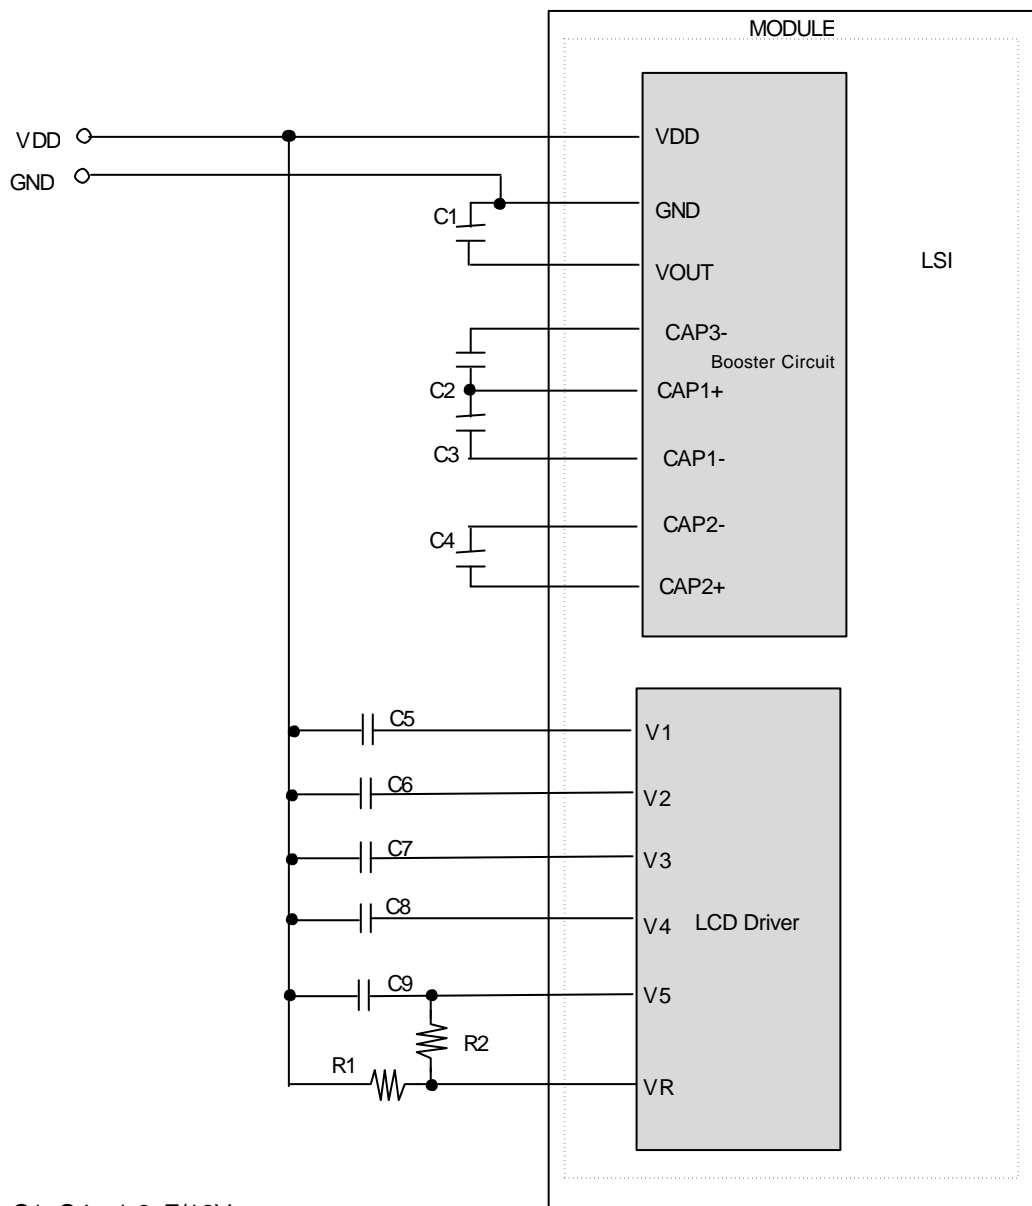 MODULE
VDD
GND
VDD
GND
VOUT
LSI
C1
CAP3-
Booster Circuit
C2
CAP1+
C3
CAP1-
C4
CAP2-
CAP2+
C5
V1
C6
V2
C7
V3
C8
V4
LCD Driver
C9
V5
R2
R1
VR